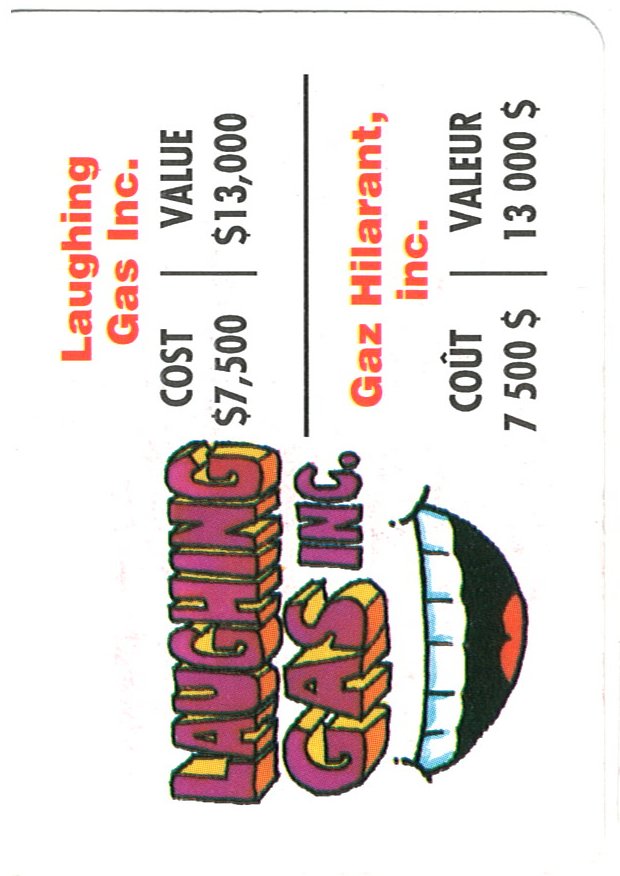 LAUGHING
GAS INC.
Laughing
Gas Inc.
COST VALUE
$7,500 $13,000
Gaz Hilarant,
inc.
COÛT VALEUR
7 500 $ 13 000 $